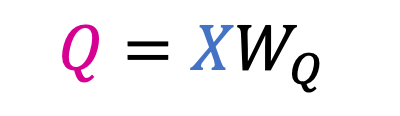 Q = XW_Q